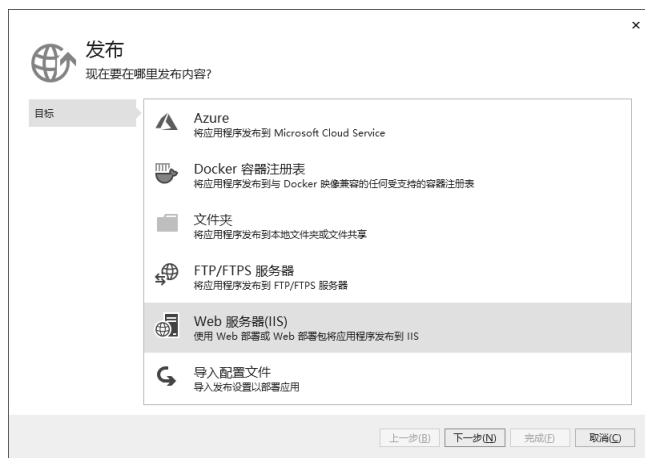 发布
现在要在哪里发布内容?
目标
Azure
将应用程序发布到 Microsoft Cloud Service
Docker 容器注册表
将应用程序发布到与 Docker 映像兼容的任何受支持的容器注册表
文件夹
将应用程序发布到本地文件夹或文件共享
FTP/FTPS 服务器
将应用程序发布到 FTP/FTPS 服务器
Web 服务器(IIS)
使用 Web 部署或 Web 部署包将应用程序发布到 IIS
导入配置文件
导入发布设置以部署应用
上一步(B) 下一步(N) 完成(F) 取消(C)